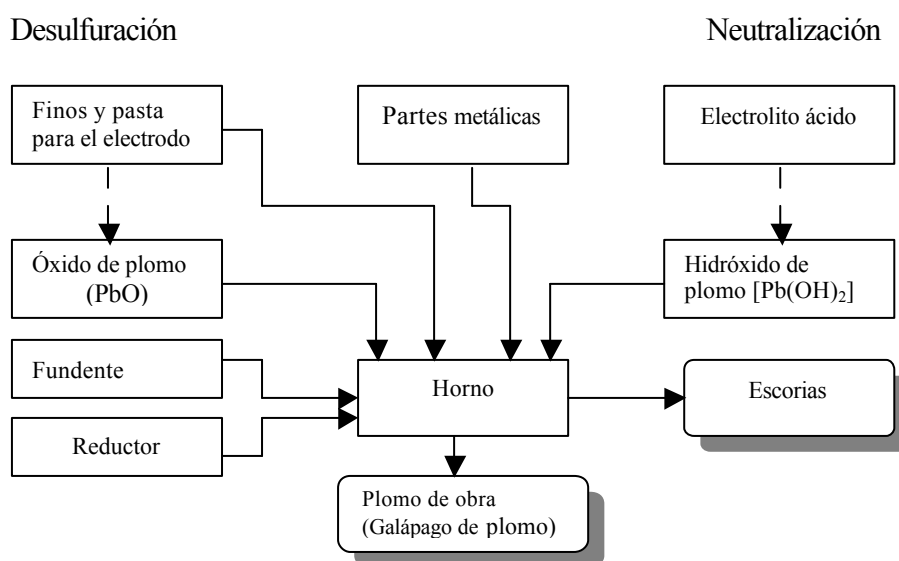 Desulfuración
Neutralización
Finos y pasta
para el electrodo
Partes metálicas
Electrolito ácido
Óxido de plomo
(PbO)
Hidróxido de
plomo [Pb(OH)₂]
Fundente
Horno
Escorias
Reductor
Plomo de obra
(Galápago de plomo)